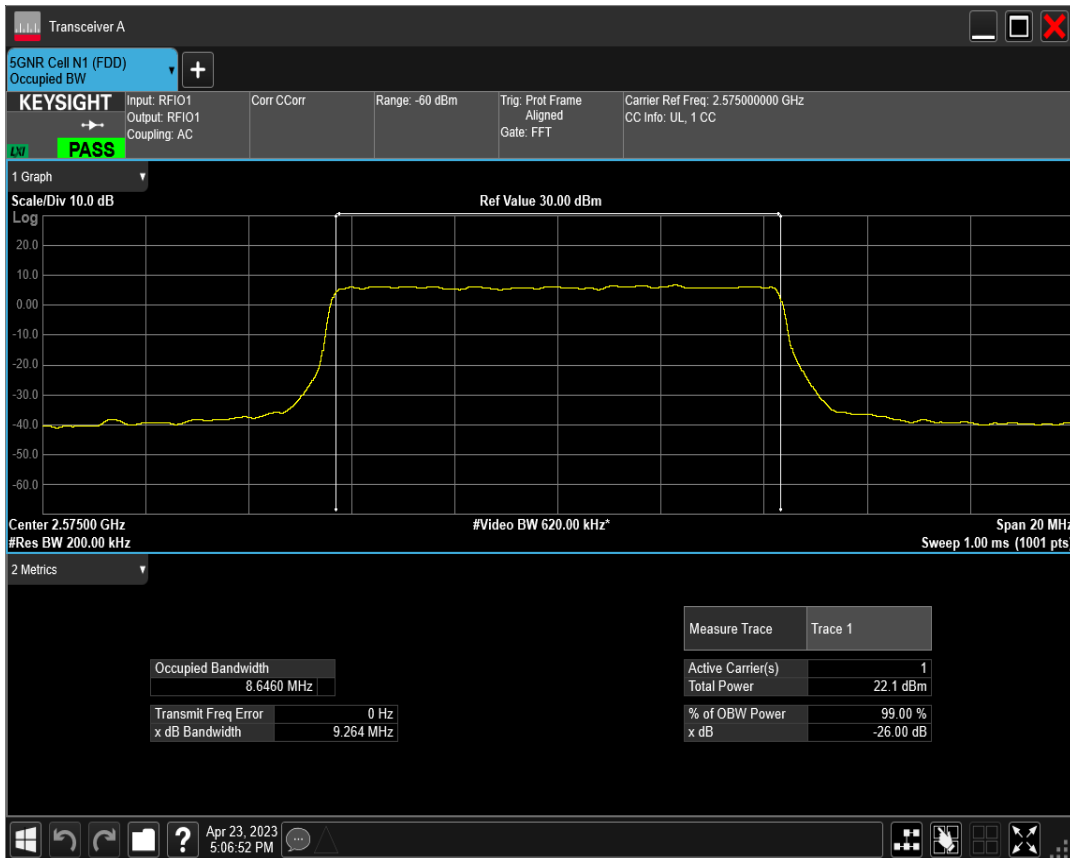 Transceiver A
5GNR Cell N1 (FDD)
Occupied BW
+
KEYSIGHT
LXI
PASS
Input: RFIO1
Output: RFIO1
Coupling: AC
Corr CCorr
Range: -60 dBm
Trig: Prot Frame
Aligned
Gate: FFT
Carrier Ref Freq: 2.575000000 GHz
CC Info: UL, 1 CC
1 Graph
Scale/Div 10.0 dB
Ref Value 30.00 dBm
Log
20.0
10.0
0.00
-10.0
-20.0
-30.0
-40.0
-50.0
-60.0
Center 2.57500 GHz
#Video BW 620.00 kHz*
Span 20 MHz
#Res BW 200.00 kHz
Sweep 1.00 ms (1001 pts)
2 Metrics
Measure Trace Trace 1
Occupied Bandwidth
8.6460 MHz
Active Carrier(s) 1
Total Power 22.1 dBm
Transmit Freq Error 0 Hz
x dB Bandwidth 9.264 MHz
% of OBW Power 99.00 %
x dB -26.00 dB
?
Apr 23, 2023
5:06:52 PM